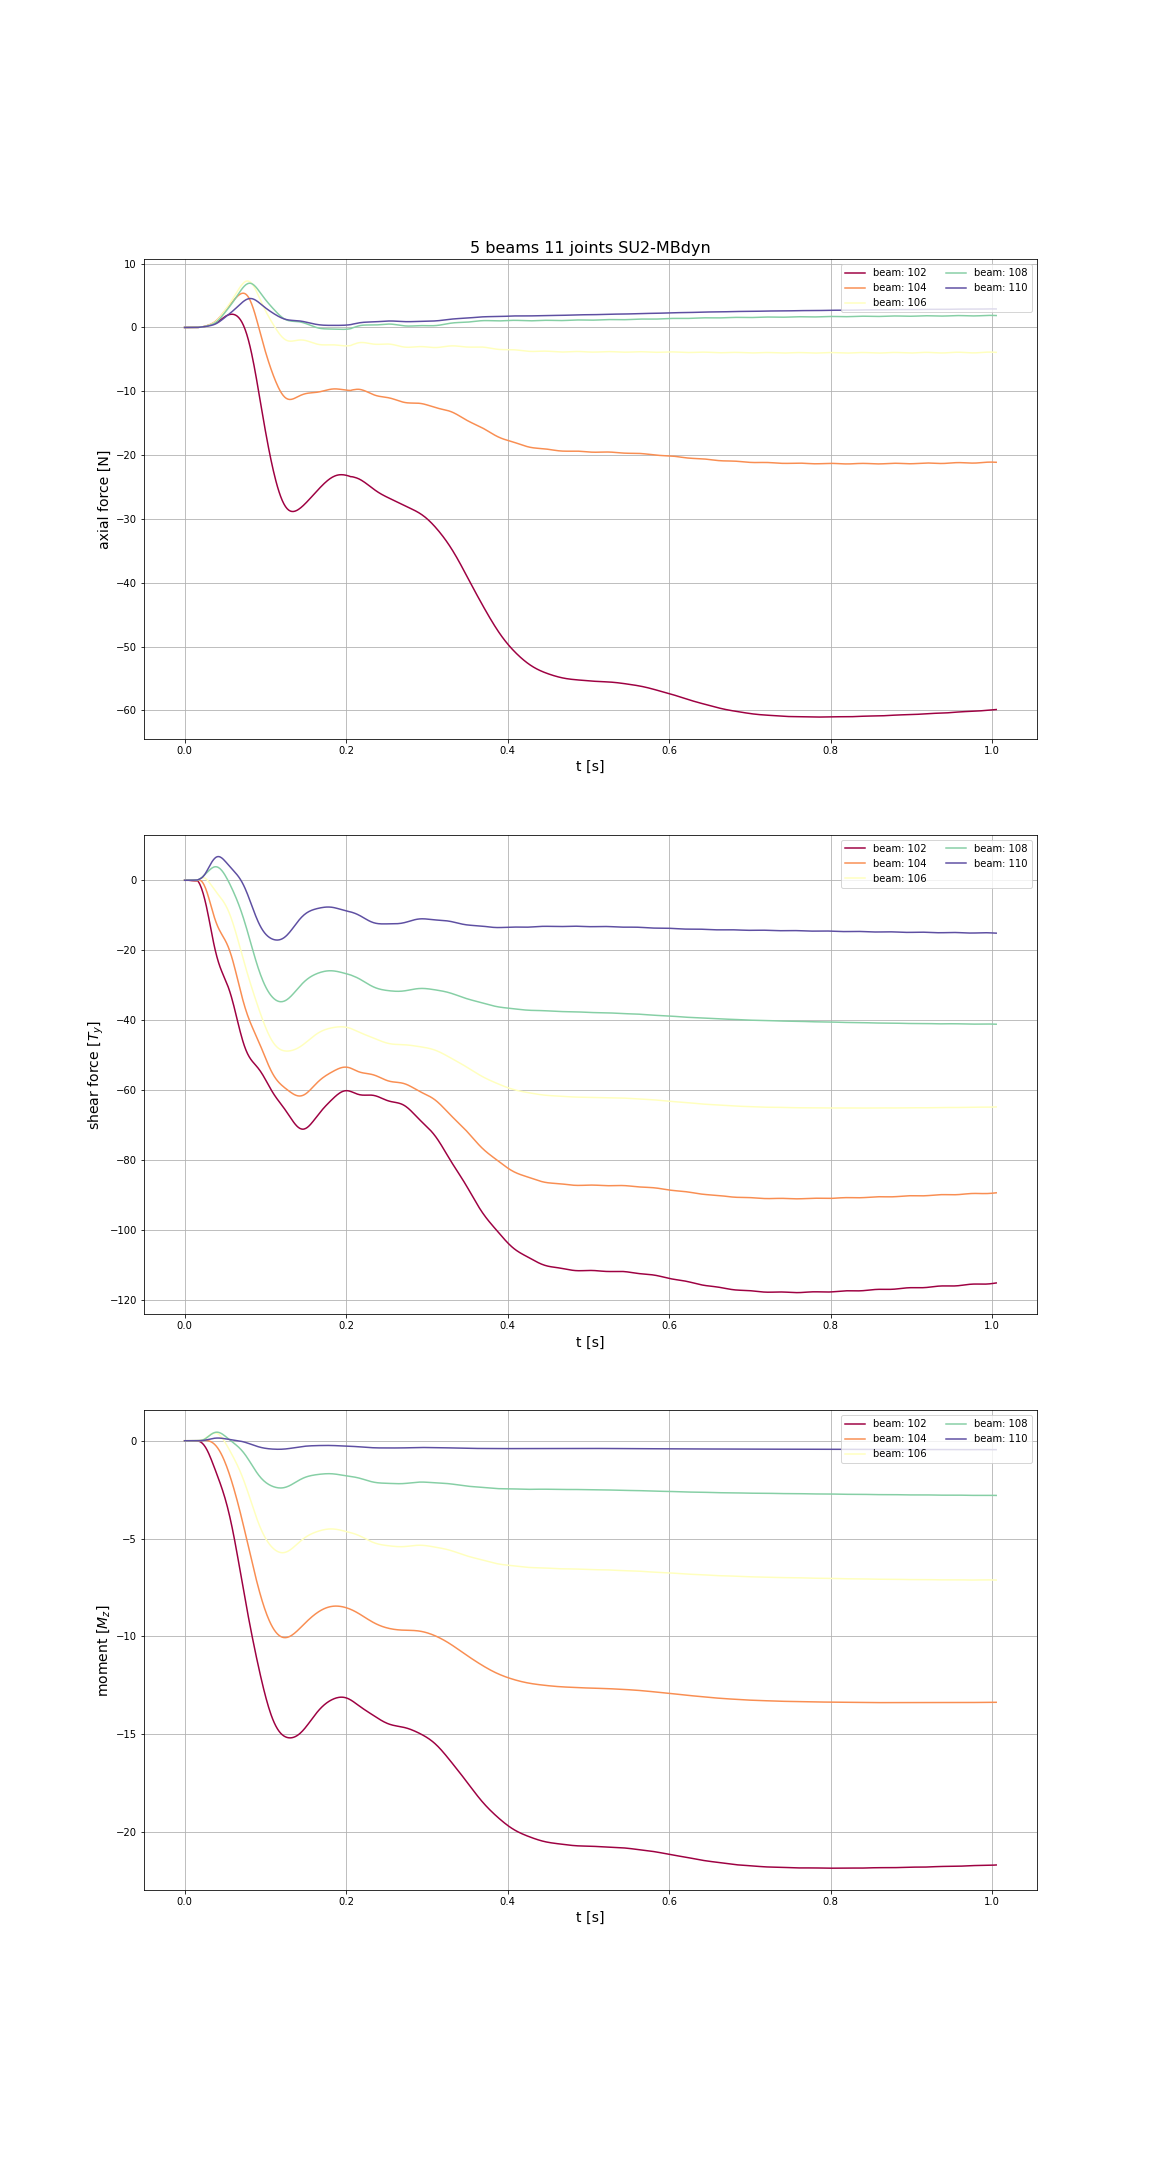 5 beams 11 joints SU2-MBdyn
10
0
−10
−20
−30
−40
−50
−60
axial force [N]
beam: 102
beam: 104
beam: 106
beam: 108
beam: 110
0.0 0.2 0.4 0.6 0.8 1.0
t [s]
0
−20
−40
−60
−80
−100
−120
shear force [T_y]
beam: 102
beam: 104
beam: 106
beam: 108
beam: 110
0.0 0.2 0.4 0.6 0.8 1.0
t [s]
0
−5
−10
−15
−20
moment [M_z]
beam: 102
beam: 104
beam: 106
beam: 108
beam: 110
0.0 0.2 0.4 0.6 0.8 1.0
t [s]